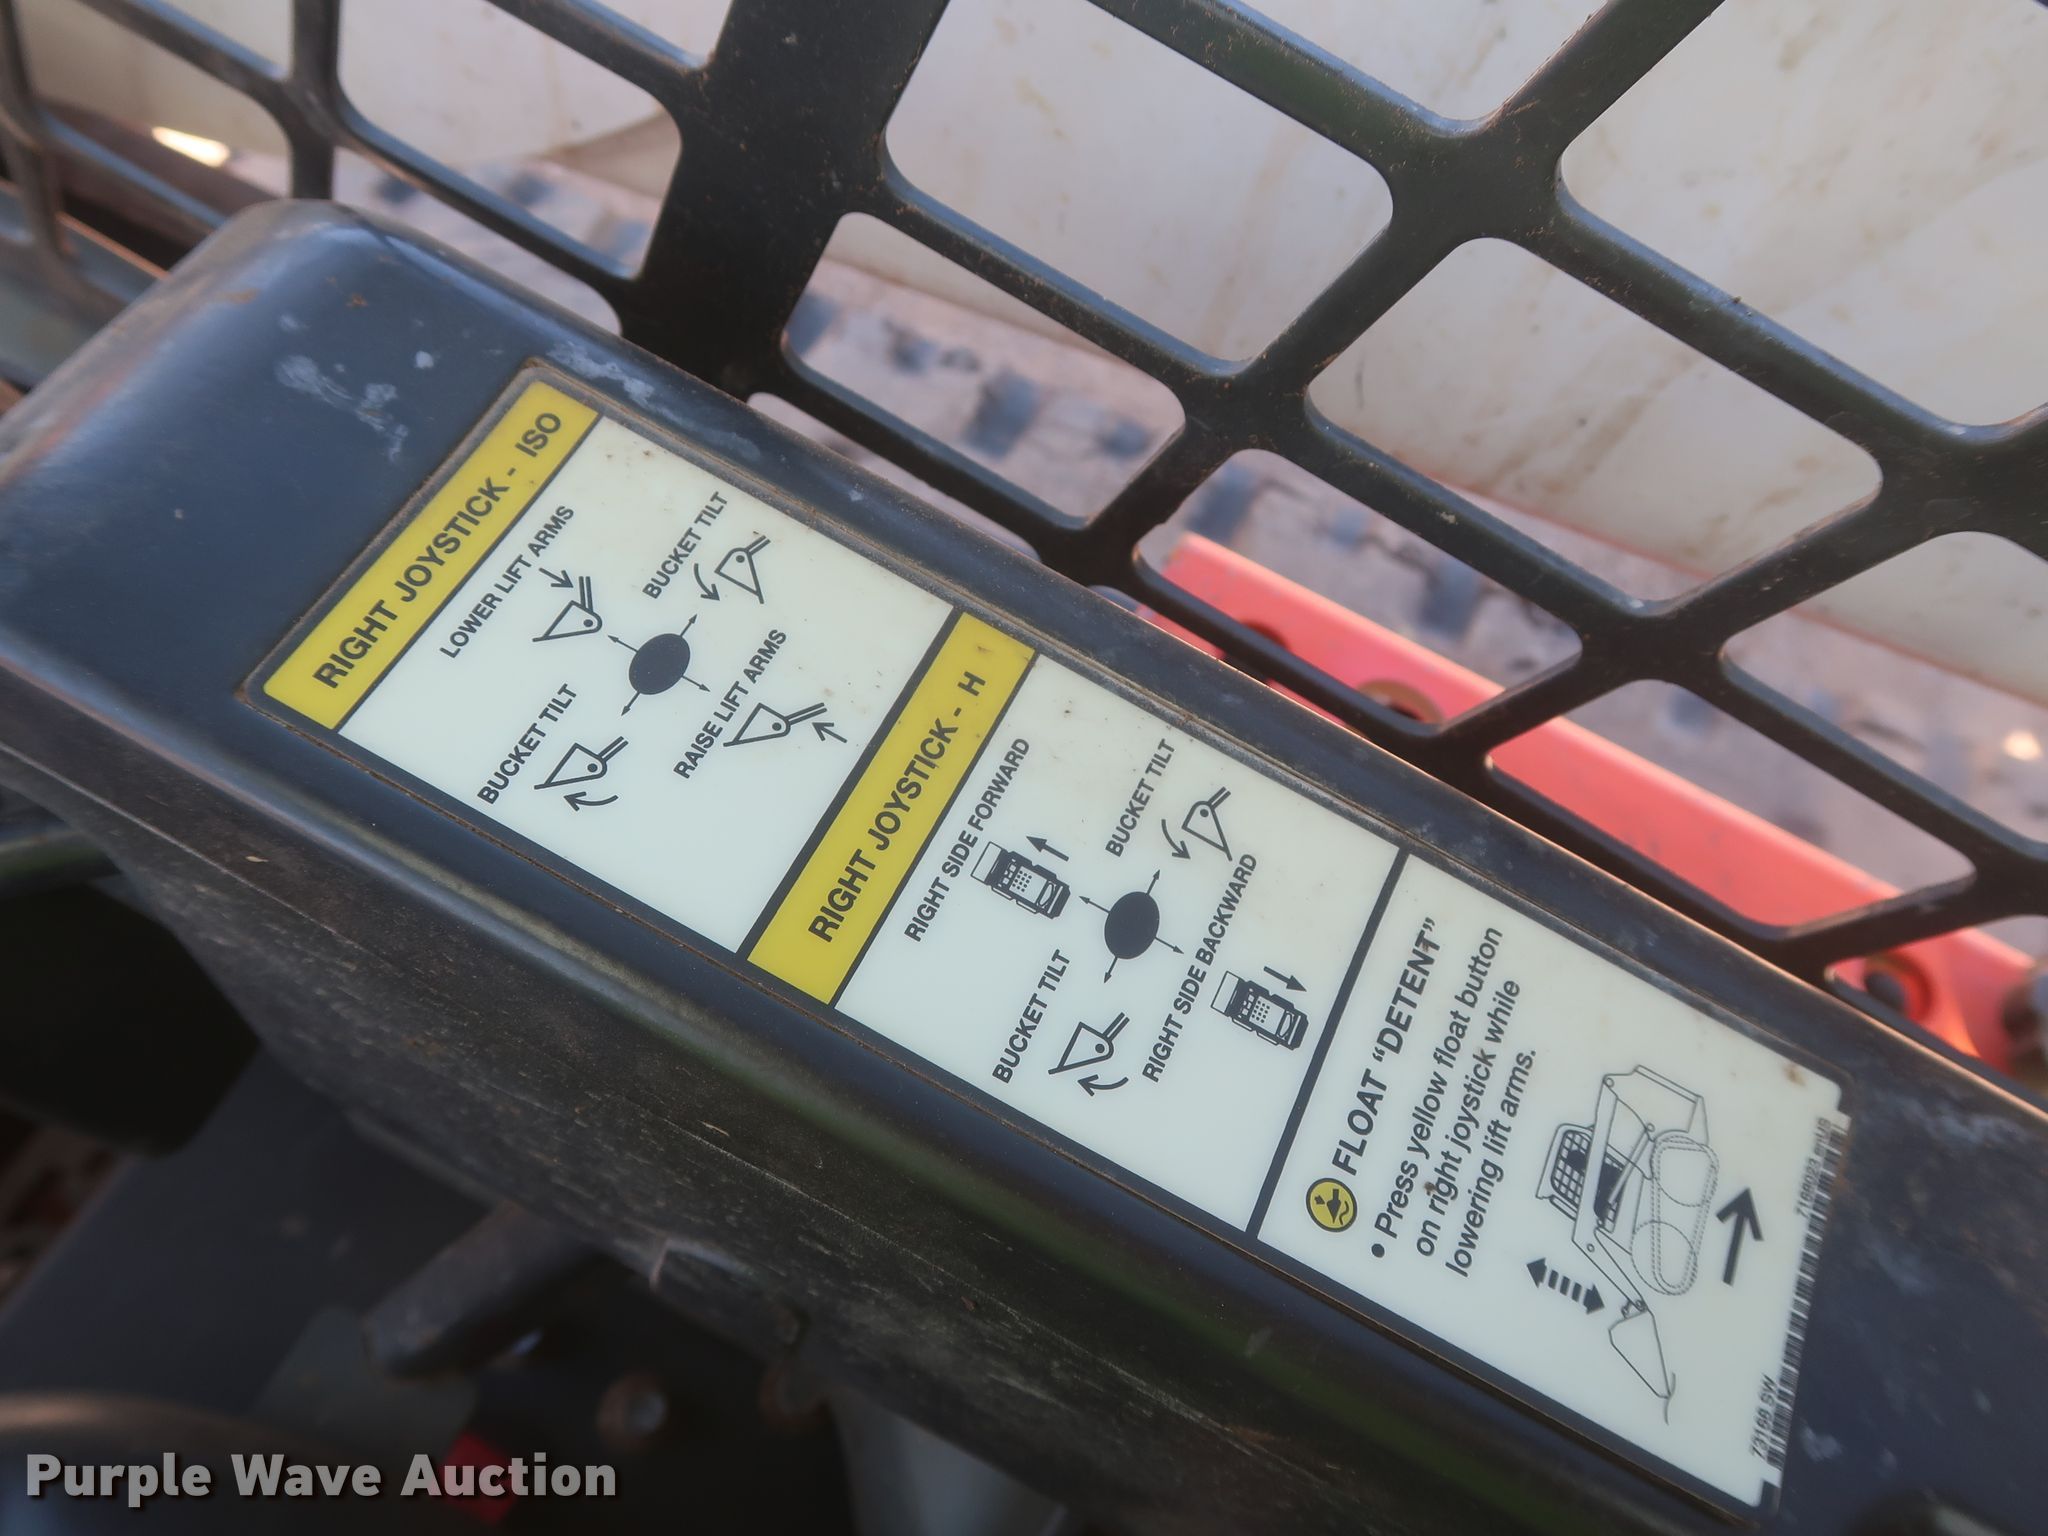 RIGHT JOYSTICK - ISO
LOWER LIFT ARMS
BUCKET TILT
BUCKET TILT
RAISE LIFT ARMS
RIGHT JOYSTICK - H
RIGHT SIDE FORWARD
BUCKET TILT
BUCKET TILT
RIGHT SIDE BACKWARD
FLOAT “DETENT”
• Press yellow float button
on right joystick while
lowering lift arms.
73168 SW
Purple Wave Auction